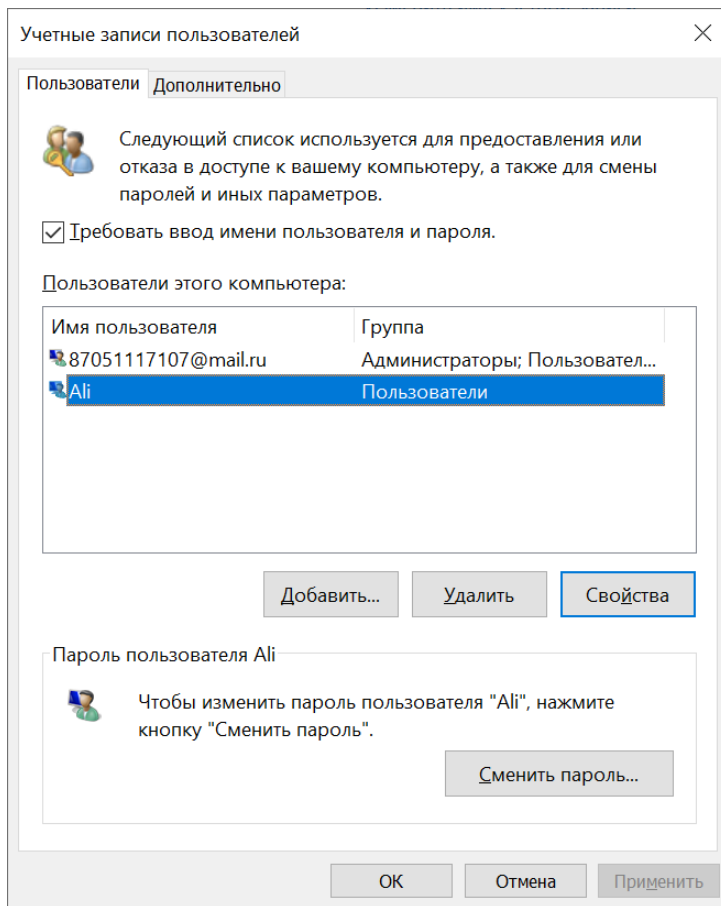 Учетные записи пользователей
Пользователи Дополнительно
Следующий список используется для предоставления или
отказа в доступе к вашему компьютеру, а также для смены
паролей и иных параметров.
Требовать ввод имени пользователя и пароля.
Пользователи этого компьютера:
Имя пользователя Группа
87051117107@mail.ru Администраторы; Пользовател...
Ali Пользователи
Добавить... Удалить Свойства
Пароль пользователя Ali
Чтобы изменить пароль пользователя "Ali", нажмите
кнопку "Сменить пароль".
Сменить пароль...
ОК Отмена Применить